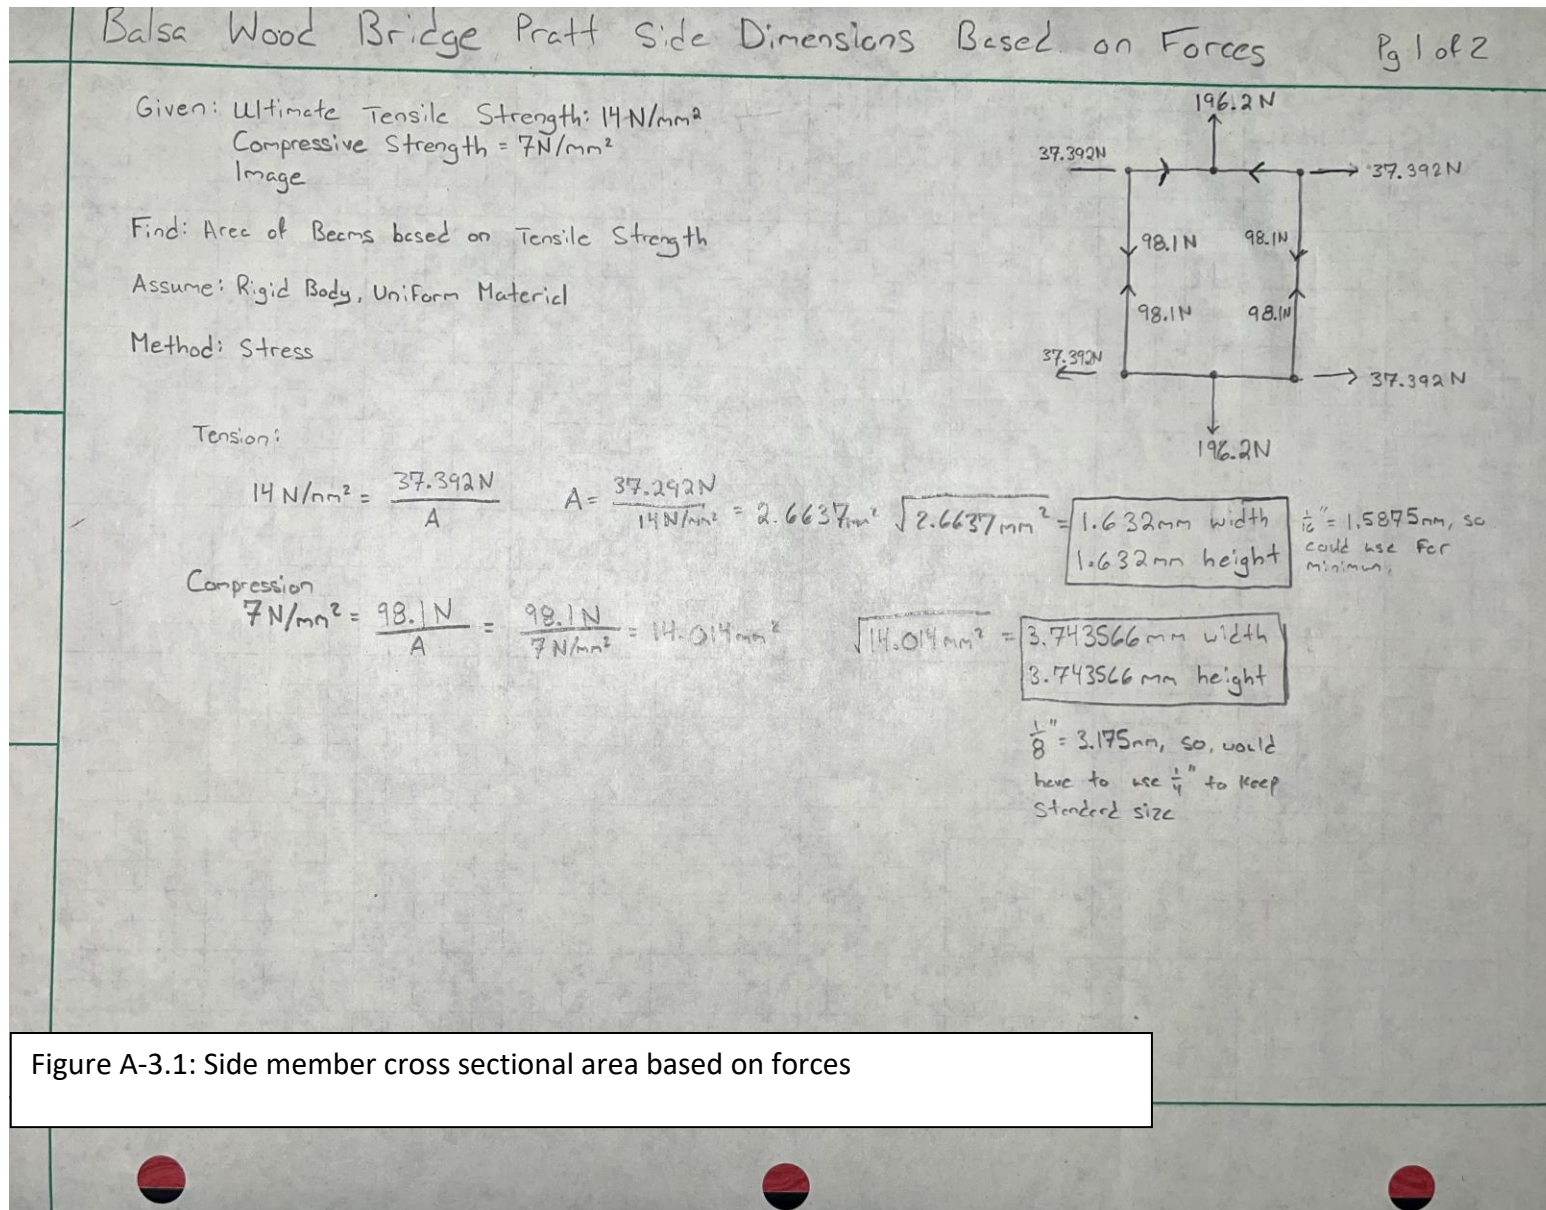 Balsa Wood Bridge Pratt Side Dimensions Based on Forces Pg 1 of 2
Given: Ultimate Tensile Strength: 14 N/mm²
Compressive Strength = 7N/mm²
Image
Find: Area of Beams based on Tensile Strength
Assume: Rigid Body, Uniform Material
Method: Stress
196.2N
37.392N
37.392N
98.1N 98.1N
98.1N 98.1N
37.392N
37.392N
196.2N
Tension:
14 N/mm² = 37.392N / A A = 37.292N / 14N/mm² = 2.6637mm² √2.6637mm² = 1.632mm width
1.632mm height
1/16" = 1.5875mm, so
could use for
minimum,
Compression
7N/mm² = 98.1N / A = 98.1N / 7N/mm² = 14.014mm² √14.014mm² = 3.743566mm width
3.743566mm height
1/8" = 3.175mm, so, would
have to use 1/4" to keep
standard size
Figure A-3.1: Side member cross sectional area based on forces